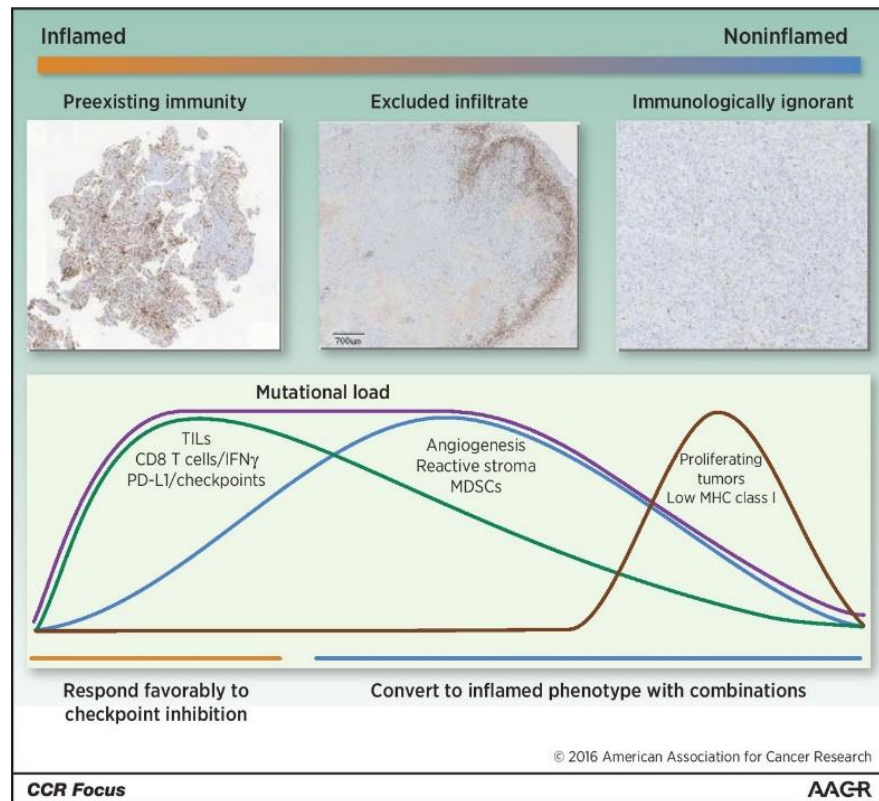 Inflamed
Noninflamed
Preexisting immunity
Excluded infiltrate
Immunologically ignorant
700µm
Mutational load
TILs
CD8 T cells/IFNγ
PD-L1/checkpoints
Angiogenesis
Reactive stroma
MDSCs
Proliferating
tumors
Low MHC class I
Respond favorably to
checkpoint inhibition
Convert to inflamed phenotype with combinations
© 2016 American Association for Cancer Research
CCR Focus
AACR